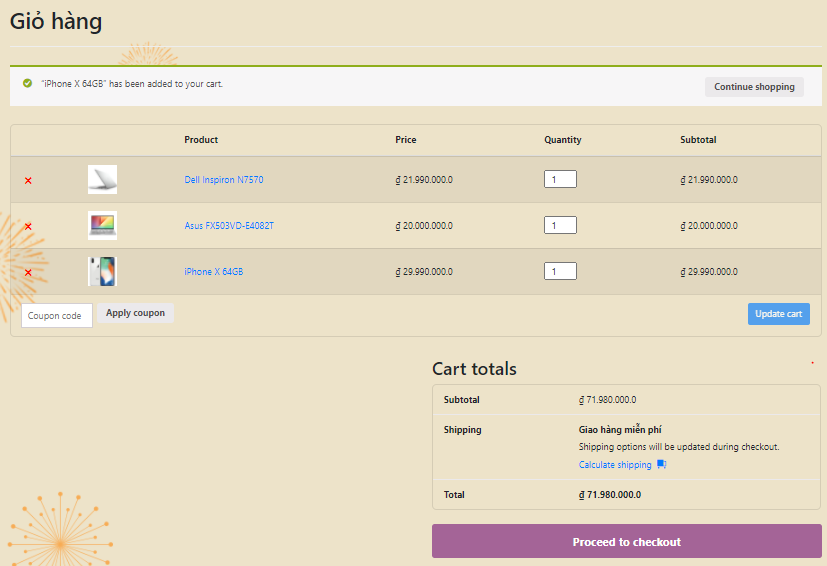 Giỏ hàng
“iPhone X 64GB” has been added to your cart.
Continue shopping
Product Price Quantity Subtotal
× Dell Inspiron N7570 ₫ 21.990.000.0 1 ₫ 21.990.000.0
× Asus FX503VD-E4082T ₫ 20.000.000.0 1 ₫ 20.000.000.0
× iPhone X 64GB ₫ 29.990.000.0 1 ₫ 29.990.000.0
Coupon code Apply coupon Update cart
Cart totals
Subtotal ₫ 71.980.000.0
Shipping Giao hàng miễn phí
Shipping options will be updated during checkout.
Calculate shipping
Total ₫ 71.980.000.0
Proceed to checkout